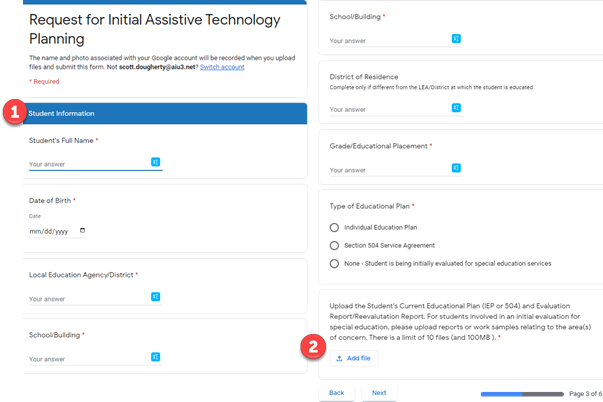 Request for Initial Assistive Technology
Planning
The name and photo associated with your Google account will be recorded when you upload
files and submit this form. Not scott.dougherty@aiu3.net? Switch account
* Required
1
Student Information
Student's Full Name *
Your answer
Date of Birth *
Date
mm/dd/yyyy
Local Education Agency/District *
Your answer
School/Building *
Your answer
School/Building *
Your answer
District of Residence
Complete only if different from the LEA/District at which the student is educated
Your answer
Grade/Educational Placement *
Your answer
Type of Educational Plan *
Individual Education Plan
Section 504 Service Agreement
None - Student is being initially evaluated for special education services
Upload the Student's Current Educational Plan (IEP or 504) and Evaluation
Report/Reevalutation Report. For students involved in an initial evaluation for
special education, please upload reports or work samples relating to the area(s)
of concern. There is a limit of 10 files (and 100MB ). *
2
Add file
Back
Next
Page 3 of 6